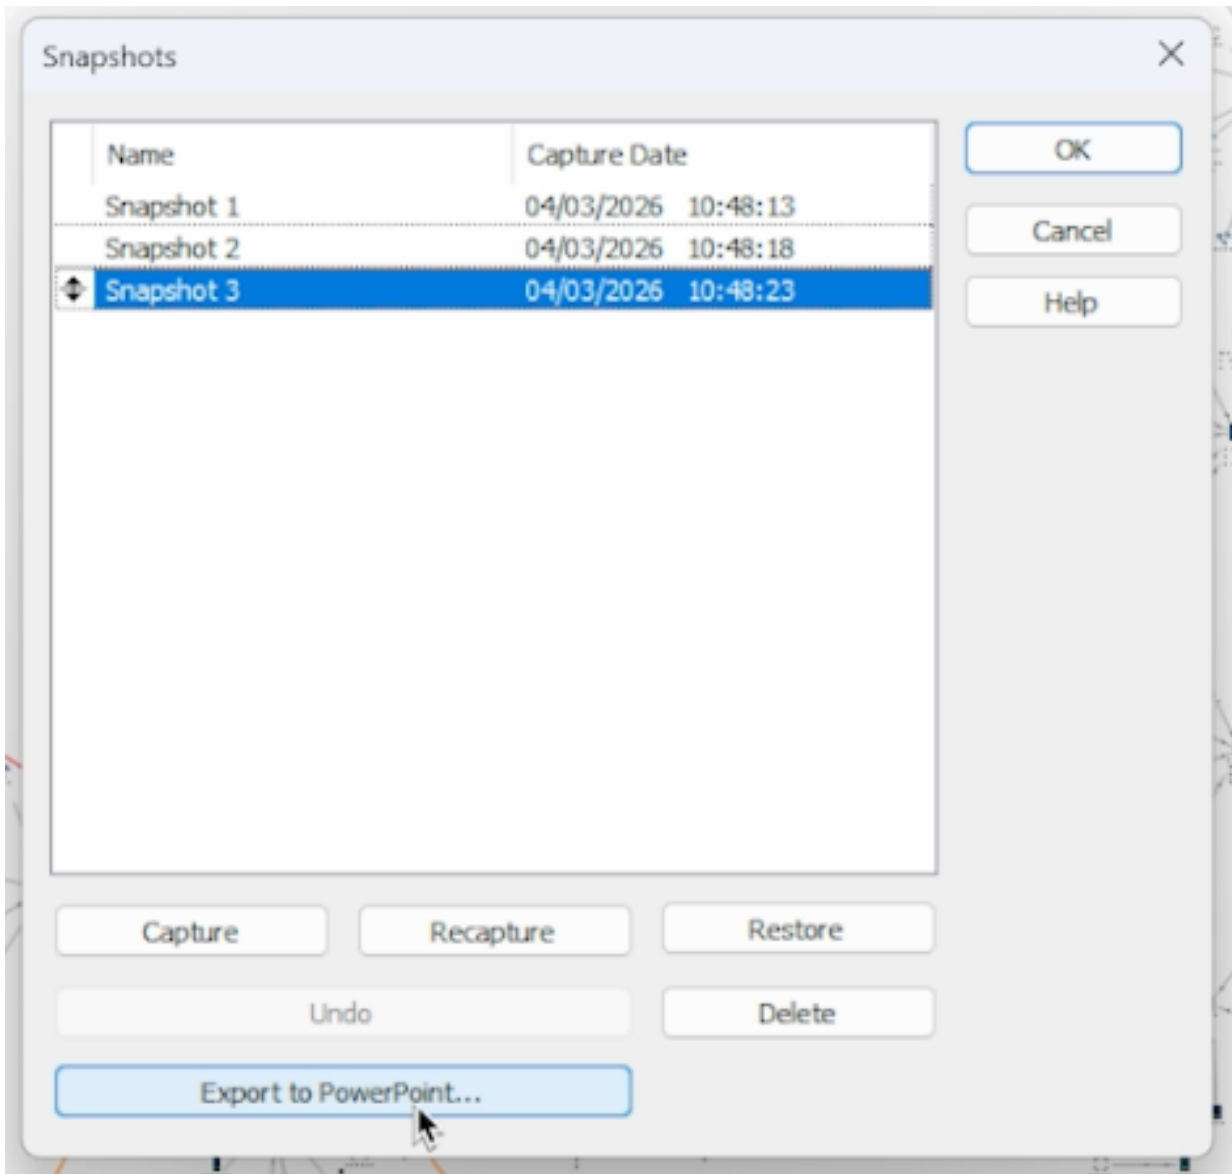 Snapshots
Name Capture Date OK
Snapshot 1 04/03/2026 10:48:13
Snapshot 2 04/03/2026 10:48:18 Cancel
Snapshot 3 04/03/2026 10:48:23 Help
Capture Recapture Restore
Undo Delete
Export to PowerPoint...